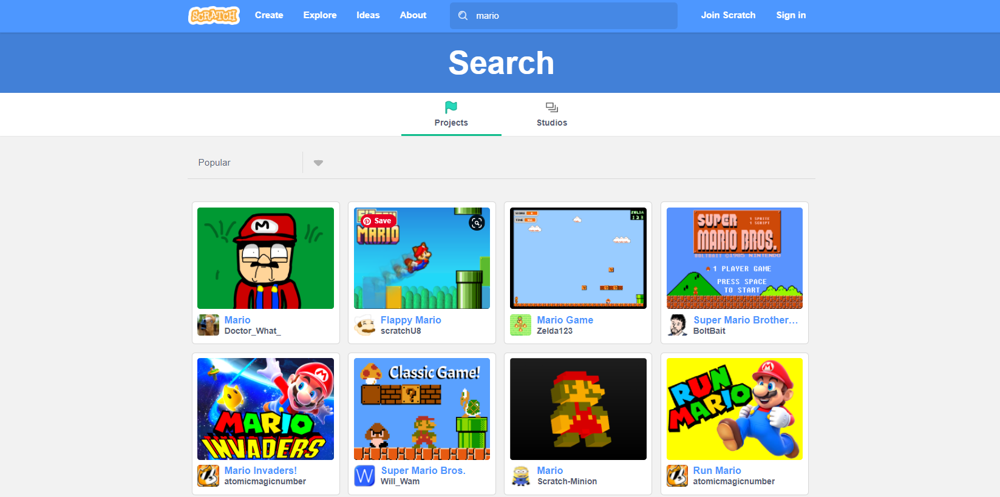 SCRATCH Create Explore Ideas About mario Join Scratch Sign in
Search
Projects Studios
Popular
M
Save
MARIO
SCORE
TIME
ZELDA
123
SUPER
MARIO BROS.
1 SPRITE
1 SCRIPT
BOLTBAIT ©1985 NINTENDO
1 PLAYER GAME
PRESS SPACE
TO START
Mario
Doctor_What_
Flappy Mario
scratchU8
Mario Game
Zelda123
Super Mario Brother...
BoltBait
MARIO
INVADERS
Classic Game!
?
RUN
MARIO
Mario Invaders!
atomicmagicnumber
W
Super Mario Bros.
Will_Wam
Mario
Scratch-Minion
Run Mario
atomicmagicnumber